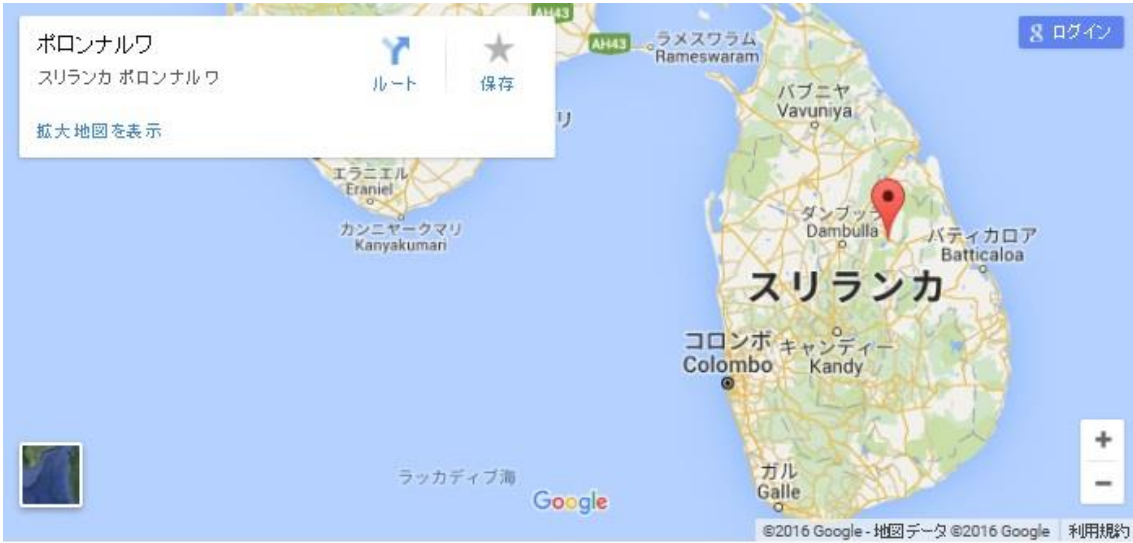 ポロンナルワ
スリランカ ポロンナルワ
ルート
保存
拡大地図を表示
AH43
AH43
ラメスワラム
Rameswaram
ログイン
バブニヤ
Vavuniya
リ
エラニエル
Eraniel
カンニヤークマリ
Kanyakumari
ダンブッラ
Dambulla
バティカロア
Batticaloa
スリランカ
コロンボ
Colombo
キャンディー
Kandy
ラッカディブ海
Google
ガル
Galle
+
−
©2016 Google - 地図データ ©2016 Google
利用規約